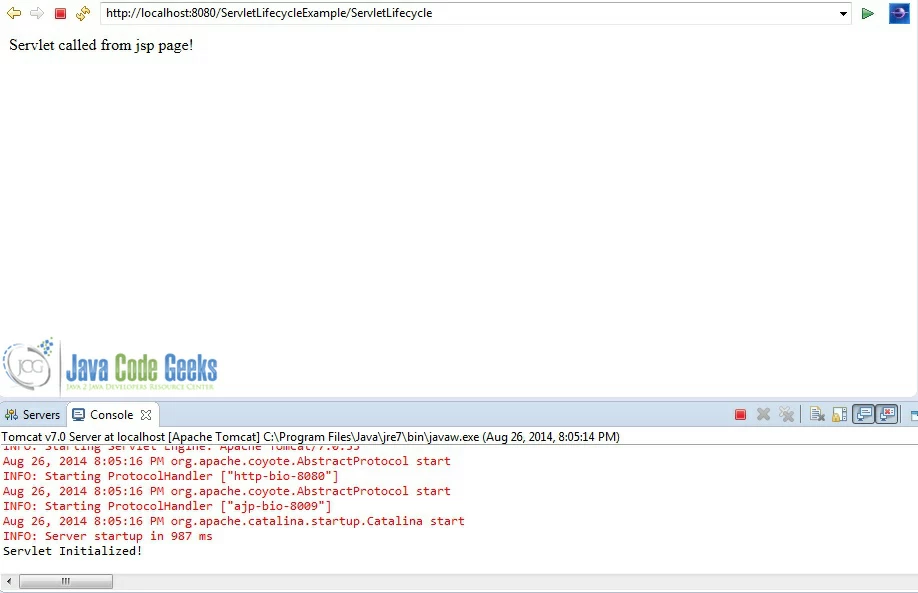 http://localhost:8080/ServletLifecycleExample/ServletLifecycle
Servlet called from jsp page!
JCG
Java Code Geeks
JAVA 2 JAVA DEVELOPERS RESOURCE CENTER
Servers Console
Tomcat v7.0 Server at localhost [Apache Tomcat] C:\Program Files\Java\jre7\bin\javaw.exe (Aug 26, 2014, 8:05:14 PM)
INFO: Starting Servlet Engine: Apache Tomcat/7.0.55
Aug 26, 2014 8:05:16 PM org.apache.coyote.AbstractProtocol start
INFO: Starting ProtocolHandler ["http-bio-8080"]
Aug 26, 2014 8:05:16 PM org.apache.coyote.AbstractProtocol start
INFO: Starting ProtocolHandler ["ajp-bio-8009"]
Aug 26, 2014 8:05:16 PM org.apache.catalina.startup.Catalina start
INFO: Server startup in 987 ms
Servlet Initialized!